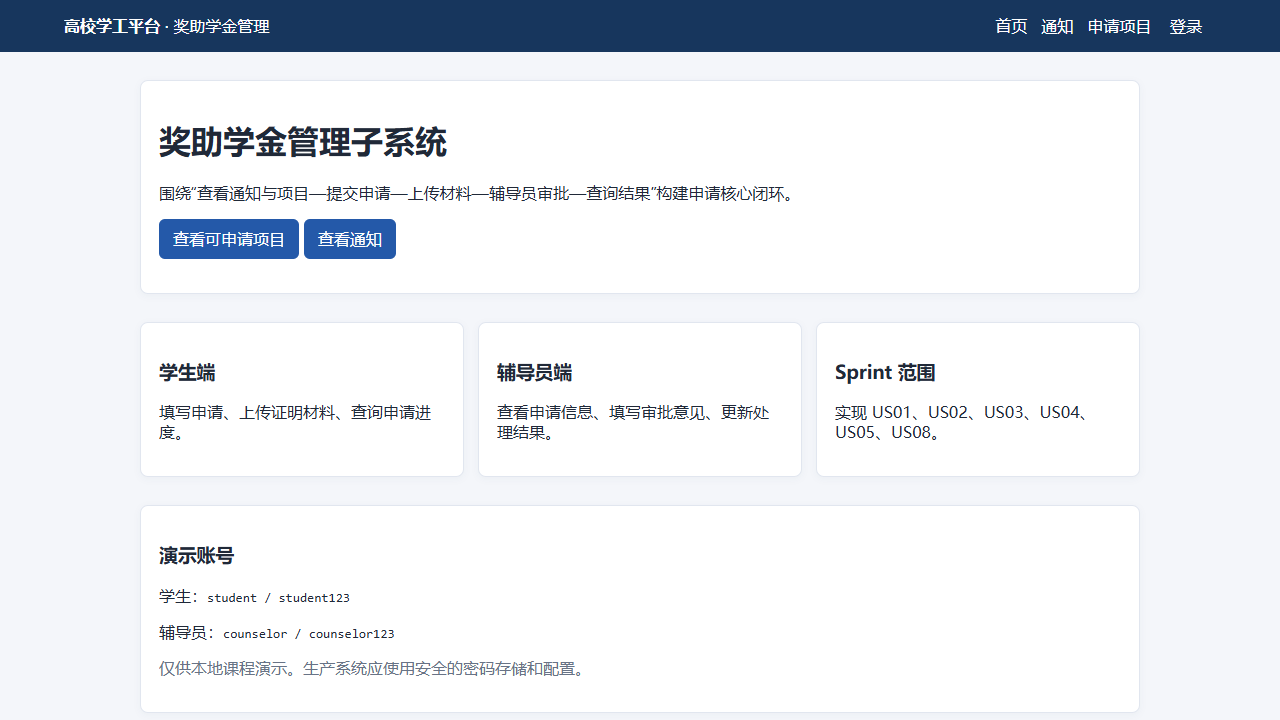 高校学工平台 · 奖助学金管理
首页 通知 申请项目 登录
奖助学金管理子系统
围绕“查看通知与项目—提交申请—上传材料—辅导员审批—查询结果”构建申请核心闭环。
查看可申请项目 查看通知
学生端
填写申请、上传证明材料、查询申请进
度。
辅导员端
查看申请信息、填写审批意见、更新处
理结果。
Sprint 范围
实现 US01、US02、US03、US04、
US05、US08。
演示账号
学生：student / student123
辅导员：counselor / counselor123
仅供本地课程演示。生产系统应使用安全的密码存储和配置。